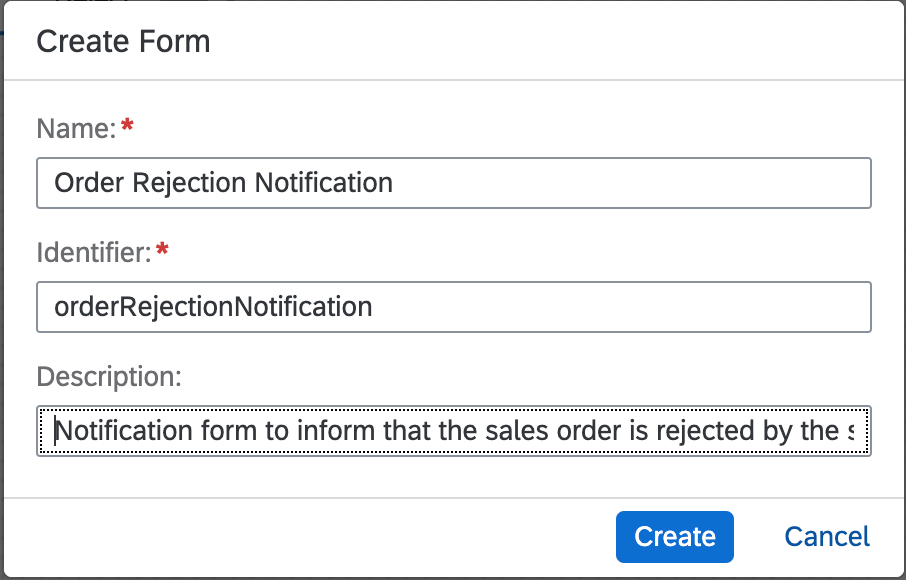 Create Form
Name:*
Order Rejection Notification
Identifier:*
orderRejectionNotification
Description:
Notification form to inform that the sales order is rejected by the
Create
Cancel